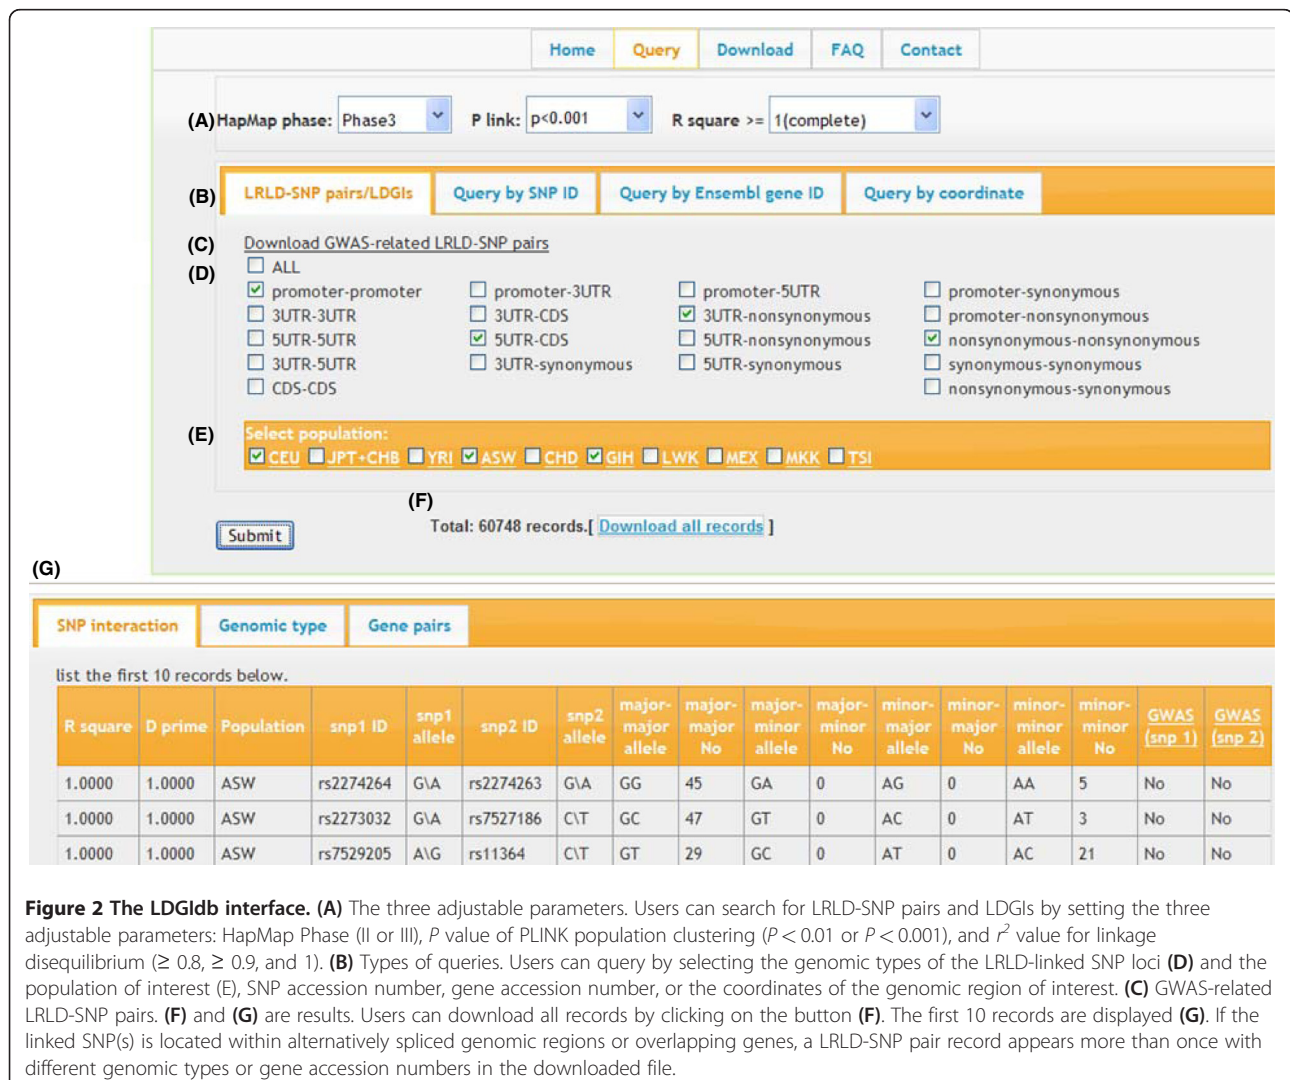 Home Query Download FAQ Contact
(A) HapMap phase: Phase3 P link: p<0.001 R square >= 1(complete)
(B) LRLD-SNP pairs/LDGIs Query by SNP ID Query by Ensembl gene ID Query by coordinate
(C) Download GWAS-related LRLD-SNP pairs
(D) ALL
promoter-promoter promoter-3UTR promoter-5UTR promoter-synonymous
3UTR-3UTR 3UTR-CDS 3UTR-nonsynonymous promoter-nonsynonymous
5UTR-5UTR 5UTR-CDS 5UTR-nonsynonymous nonsynonymous-nonsynonymous
3UTR-5UTR 3UTR-synonymous 5UTR-synonymous synonymous-synonymous
CDS-CDS nonsynonymous-synonymous
(E) Select population:
CEU JPT+CHB YRI ASW CHD GIH LWK MEX MKK TSI
(F)
Submit Total: 60748 records.[ Download all records ]
(G)
SNP interaction Genomic type Gene pairs
list the first 10 records below.
R square D prime Population snp1 ID snp1 allele snp2 ID snp2 allele major-major allele major-major No major-minor allele major-minor No minor-major allele minor-major No minor-minor allele minor-minor No GWAS (snp 1) GWAS (snp 2)
1.0000 1.0000 ASW rs2274264 G\A rs2274263 G\A GG 45 GA 0 AG 0 AA 5 No No
1.0000 1.0000 ASW rs2273032 G\A rs7527186 C\T GC 47 GT 0 AC 0 AT 3 No No
1.0000 1.0000 ASW rs7529205 A\G rs11364 C\T GT 29 GC 0 AT 0 AC 21 No No
Figure 2 The LDGIdb interface. (A) The three adjustable parameters. Users can search for LRLD-SNP pairs and LDGIs by setting the three
adjustable parameters: HapMap Phase (II or III), P value of PLINK population clustering (P < 0.01 or P < 0.001), and r² value for linkage
disequilibrium (≥ 0.8, ≥ 0.9, and 1). (B) Types of queries. Users can query by selecting the genomic types of the LRLD-linked SNP loci (D) and the
population of interest (E), SNP accession number, gene accession number, or the coordinates of the genomic region of interest. (C) GWAS-related
LRLD-SNP pairs. (F) and (G) are results. Users can download all records by clicking on the button (F). The first 10 records are displayed (G). If the
linked SNP(s) is located within alternatively spliced genomic regions or overlapping genes, a LRLD-SNP pair record appears more than once with
different genomic types or gene accession numbers in the downloaded file.